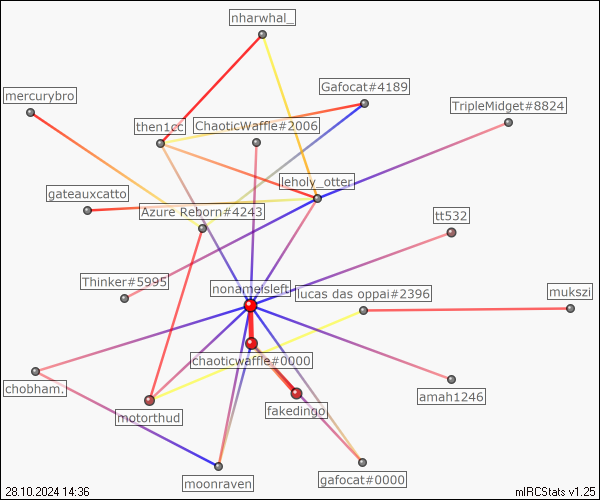 nharwhal_
Gafocat#4189
mercurybro
TripleMidget#8824
then1cc
ChaoticWaffle#2006
leholy_otter
gateauxcatto
Azure Reborn#4243
tt532
Thinker#5995
nonameisleft
lucas das oppai#2396
mukszi
chaoticwaffle#0000
chobham.
amah1246
fakedingo
motorthud
gafocat#0000
moonraven
28.10.2024 14:36
mIRCStats v1.25